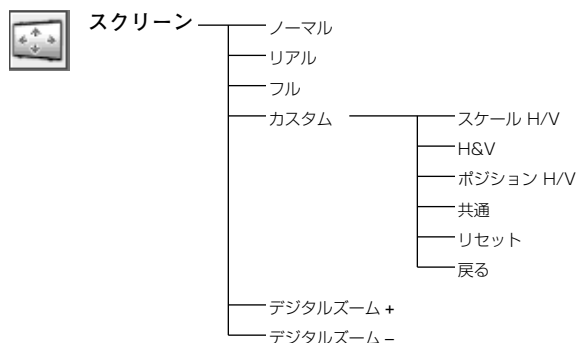 スクリーン
ノーマル
リアル
フル
カスタム
スケール H/V
H&V
ポジション H/V
共通
リセット
戻る
デジタルズーム +
デジタルズーム –